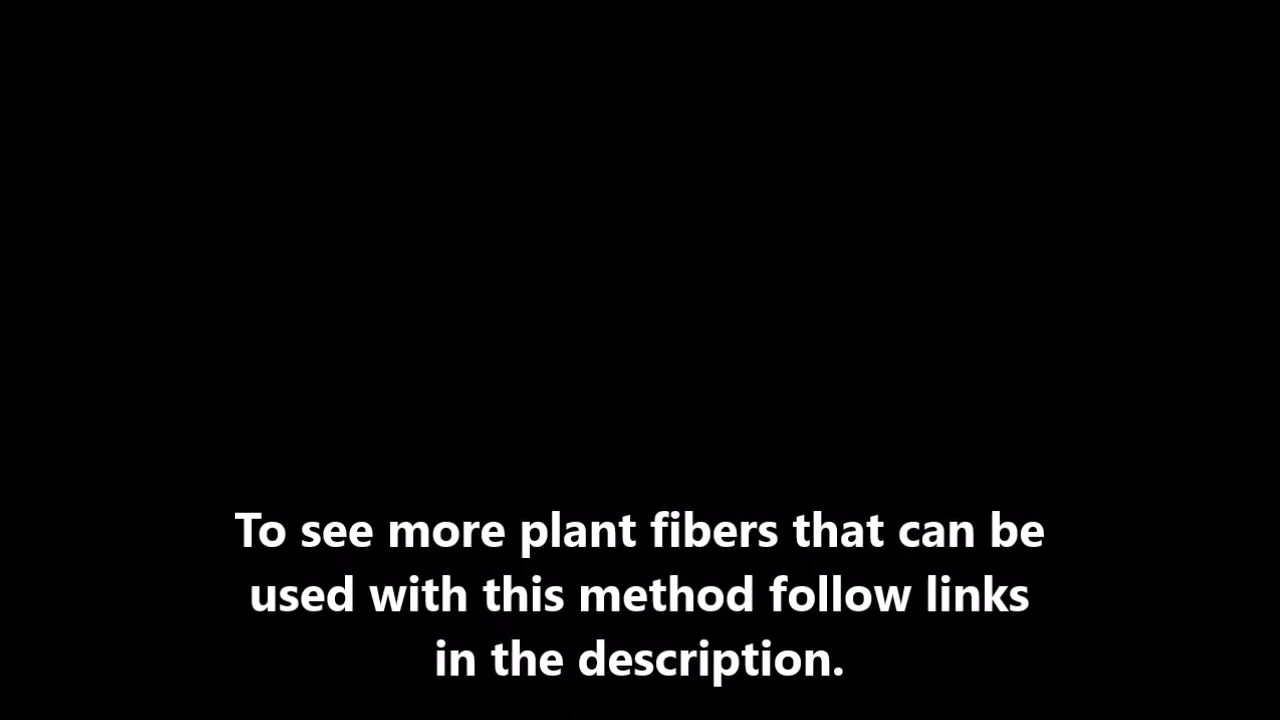 To see more plant fibers that can be
used with this method follow links
in the description.